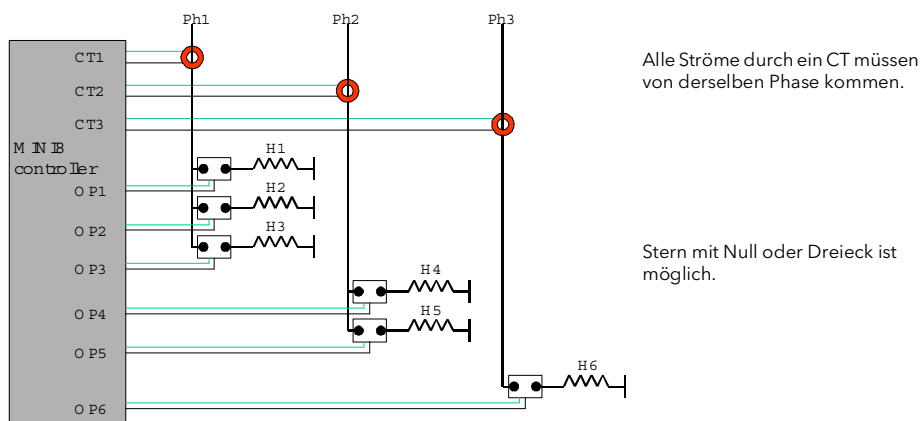 Ph1 Ph2 Ph3
CT1
CT2
CT3
MINI8
controller
OP1
OP2
OP3
OP4
OP5
OP6
H1
H2
H3
H4
H5
H6
Alle Ströme durch ein CT müssen
von derselben Phase kommen.
Stern mit Null oder Dreieck ist
möglich.